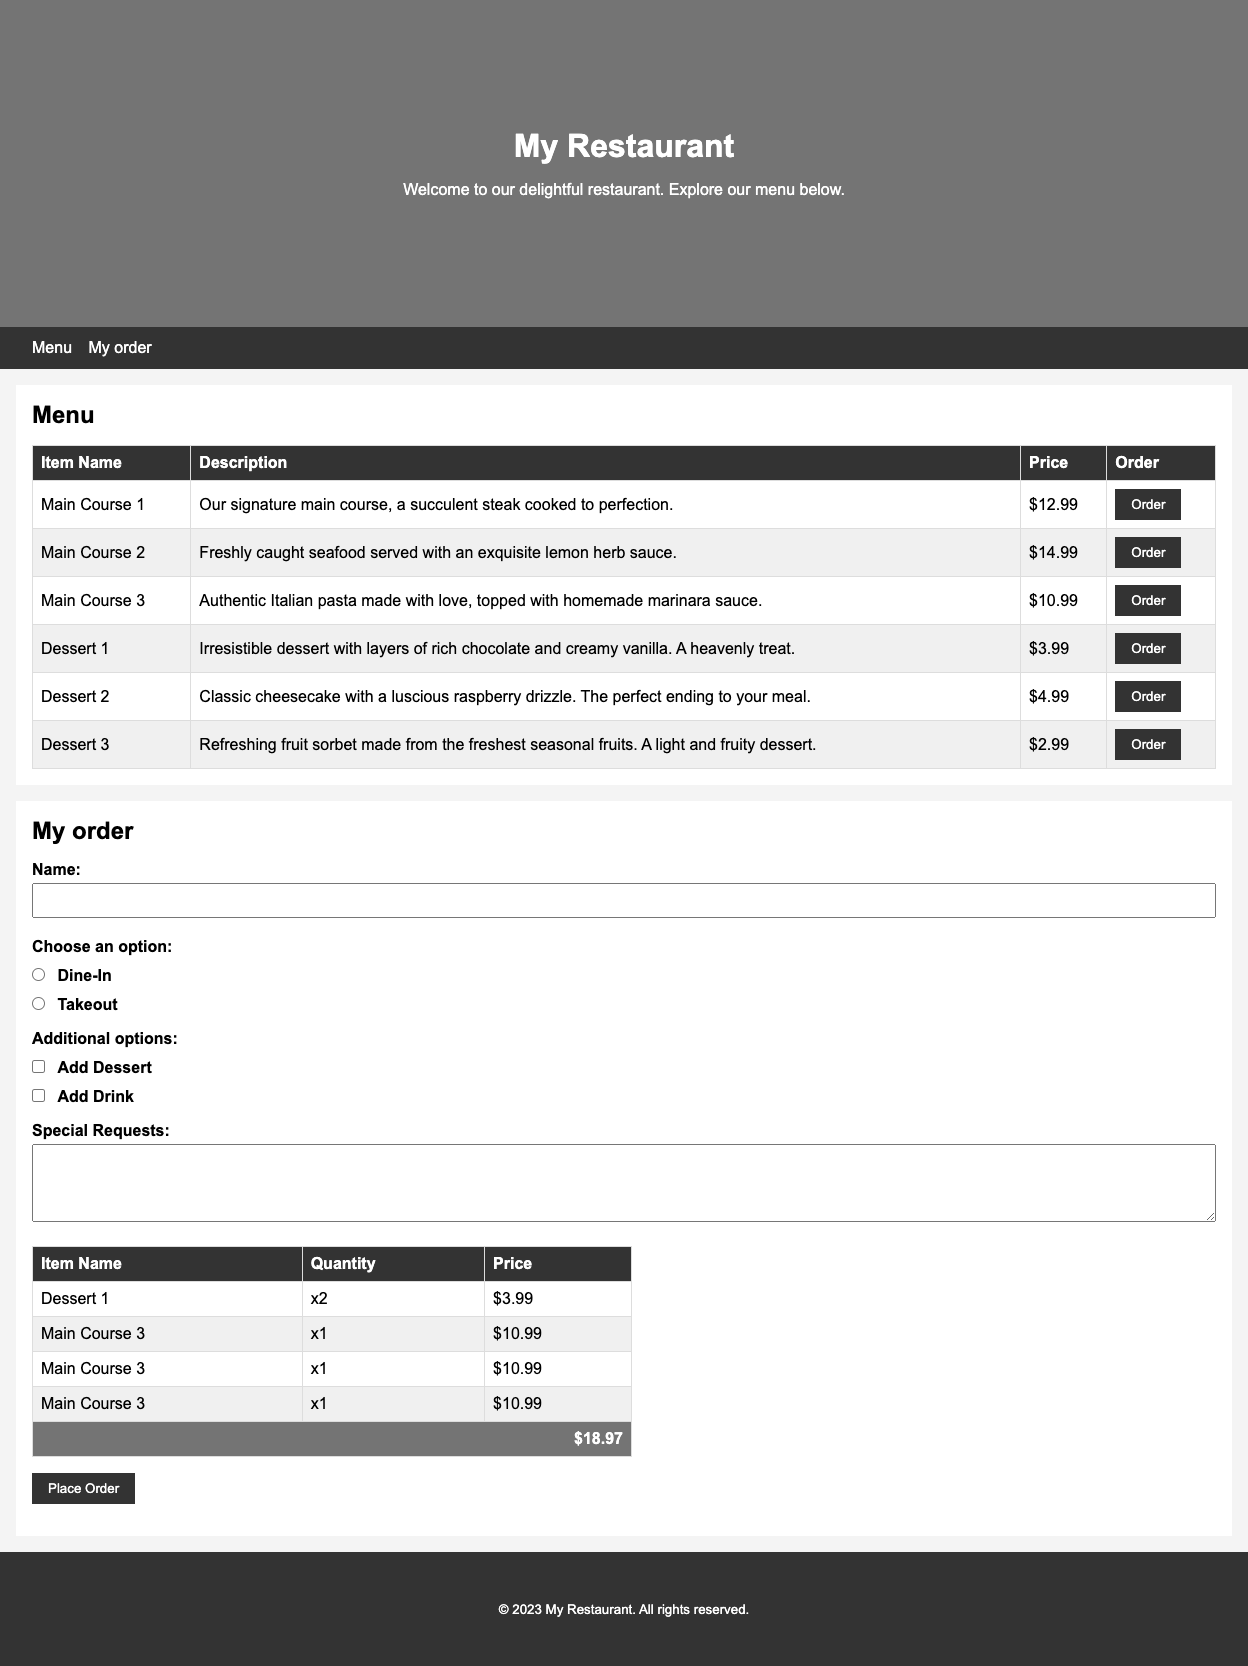 My Restaurant
Welcome to our delightful restaurant. Explore our menu below.
Menu My order
Menu
Item Name Description Price Order
Main Course 1 Our signature main course, a succulent steak cooked to perfection. $12.99 Order
Main Course 2 Freshly caught seafood served with an exquisite lemon herb sauce. $14.99 Order
Main Course 3 Authentic Italian pasta made with love, topped with homemade marinara sauce. $10.99 Order
Dessert 1 Irresistible dessert with layers of rich chocolate and creamy vanilla. A heavenly treat. $3.99 Order
Dessert 2 Classic cheesecake with a luscious raspberry drizzle. The perfect ending to your meal. $4.99 Order
Dessert 3 Refreshing fruit sorbet made from the freshest seasonal fruits. A light and fruity dessert. $2.99 Order
My order
Name:
Choose an option:
Dine-In
Takeout
Additional options:
Add Dessert
Add Drink
Special Requests:
Item Name Quantity Price
Dessert 1 x2 $3.99
Main Course 3 x1 $10.99
Main Course 3 x1 $10.99
Main Course 3 x1 $10.99
$18.97
Place Order
© 2023 My Restaurant. All rights reserved.